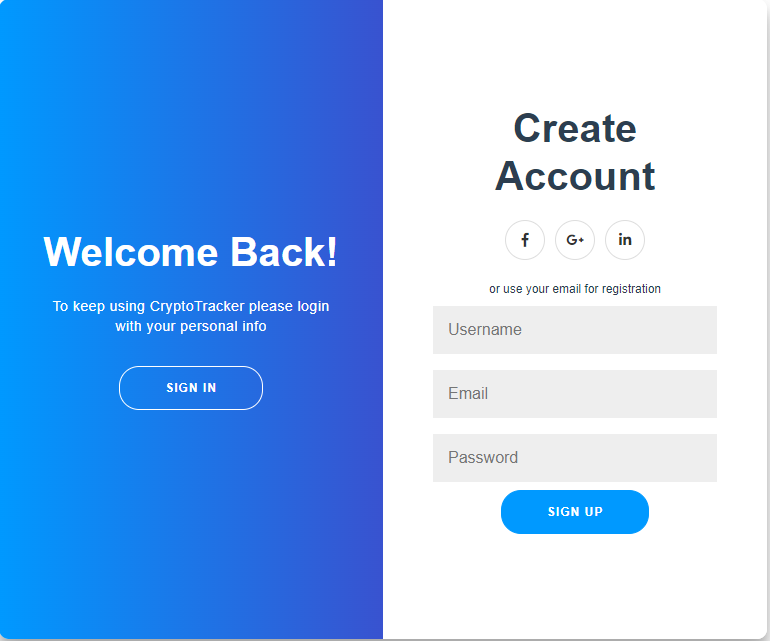 Welcome Back!
To keep using CryptoTracker please login
with your personal info
SIGN IN
Create
Account
f
G+
in
or use your email for registration
Username
Email
Password
SIGN UP